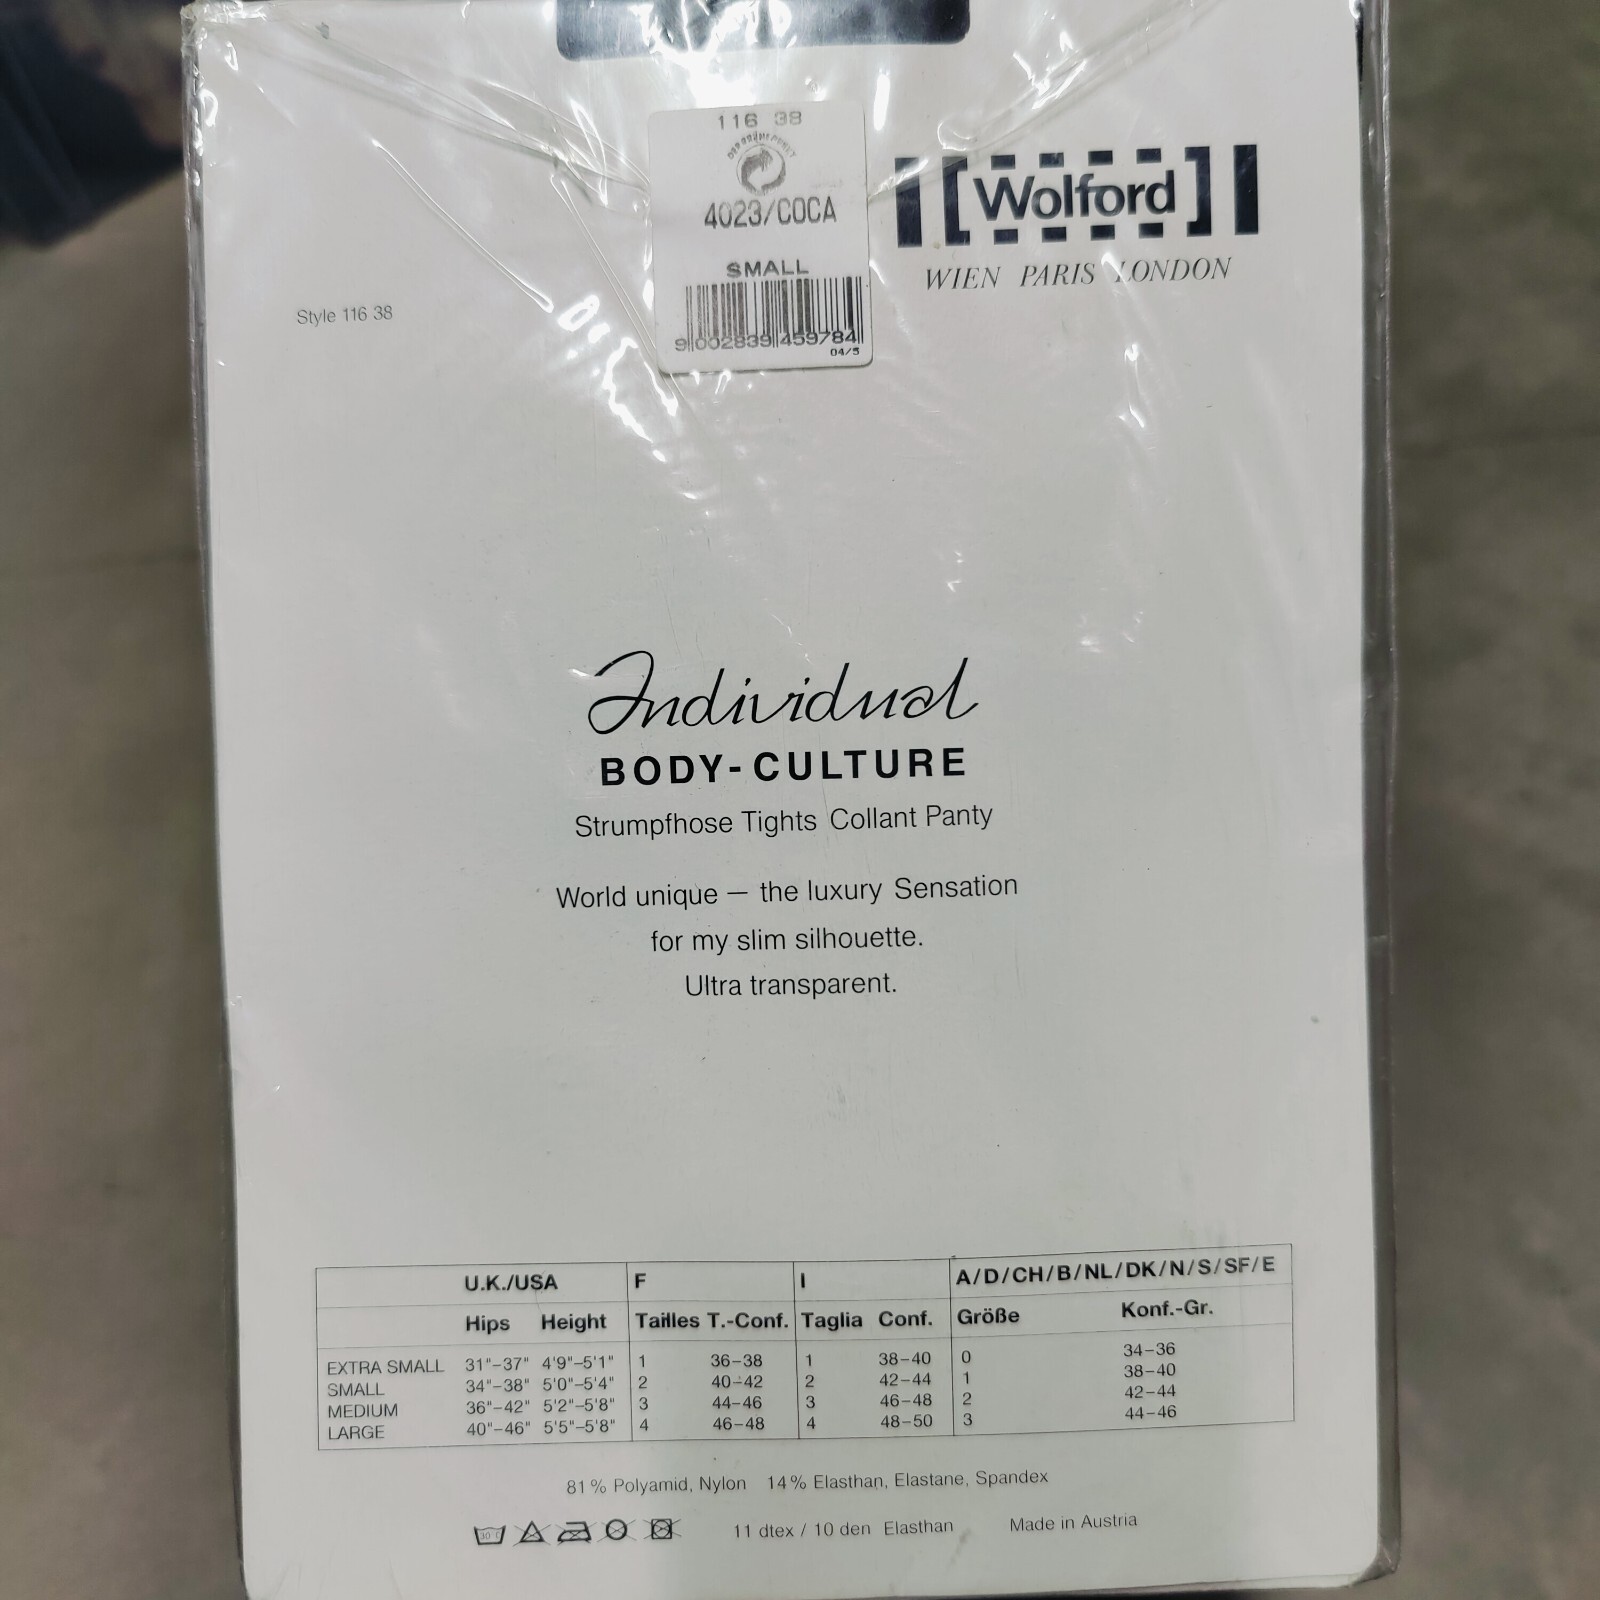 116 38
DER GRÜNE PUNKT
4023/COCA
SMALL
9 002839 459784
04/5
Wolford
WIEN PARIS LONDON
Style 116 38
Individual
BODY-CULTURE
Strumpfhose Tights Collant Panty
World unique — the luxury Sensation
for my slim silhouette.
Ultra transparent.
U.K./USA F I A/D/CH/B/NL/DK/N/S/SF/E
Hips Height Tailles T.-Conf. Taglia Conf. Größe Konf.-Gr.
EXTRA SMALL 31"–37" 4'9"–5'1" 1 36–38 1 38–40 0 34–36
SMALL 34"–38" 5'0"–5'4" 2 40–42 2 42–44 1 38–40
MEDIUM 36"–42" 5'2"–5'8" 3 44–46 3 46–48 2 42–44
LARGE 40"–46" 5'5"–5'8" 4 46–48 4 48–50 3 44–46
81% Polyamid, Nylon 14% Elasthan, Elastane, Spandex
30°C 11 dtex / 10 den Elasthan Made in Austria